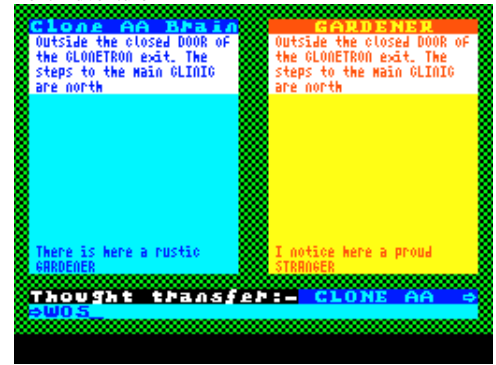 Clone AA Brain
Outside the closed DOOR of
the CLONETRON exit. The
steps to the main CLINIC
are north
There is here a rustic
GARDENER
GARDENER
Outside the closed DOOR of
the CLONETRON exit. The
steps to the main CLINIC
are north
I notice here a proud
STRANGER
Thought transfer:- CLONE AA ⇒
⇒WOS_